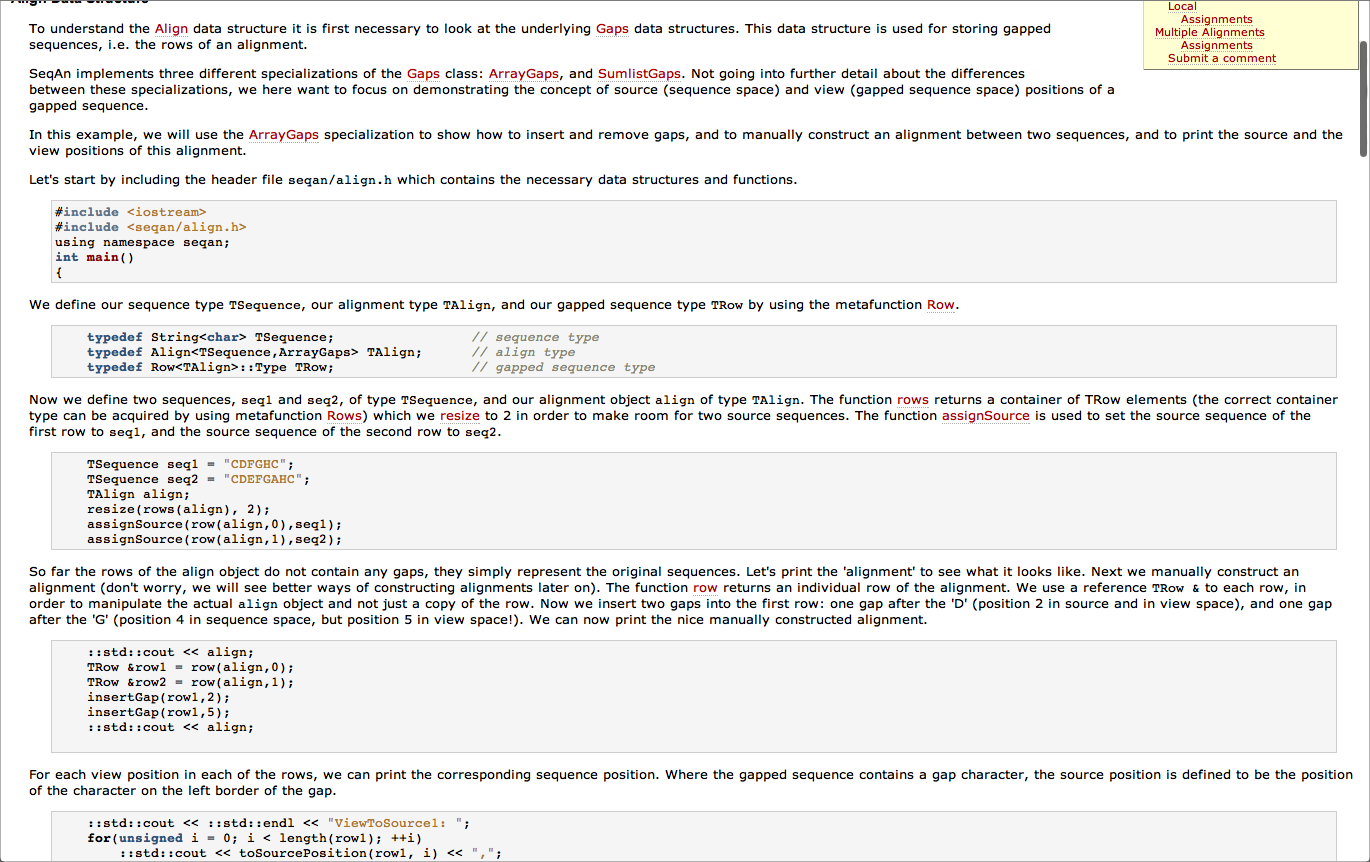 Align Data Structure
Local
Assignments
Multiple Alignments
Assignments
Submit a comment
To understand the Align data structure it is first necessary to look at the underlying Gaps data structures. This data structure is used for storing gapped
sequences, i.e. the rows of an alignment.
SeqAn implements three different specializations of the Gaps class: ArrayGaps, and SumlistGaps. Not going into further detail about the differences
between these specializations, we here want to focus on demonstrating the concept of source (sequence space) and view (gapped sequence space) positions of a
gapped sequence.
In this example, we will use the ArrayGaps specialization to show how to insert and remove gaps, and to manually construct an alignment between two sequences, and to print the source and the
view positions of this alignment.
Let's start by including the header file seqan/align.h which contains the necessary data structures and functions.
#include <iostream>
#include <seqan/align.h>
using namespace seqan;
int main()
{
We define our sequence type TSequence, our alignment type TAlign, and our gapped sequence type TRow by using the metafunction Row.
typedef String<char> TSequence; // sequence type
typedef Align<TSequence,ArrayGaps> TAlign; // align type
typedef Row<TAlign>::Type TRow; // gapped sequence type
Now we define two sequences, seq1 and seq2, of type TSequence, and our alignment object align of type TAlign. The function rows returns a container of TRow elements (the correct container
type can be acquired by using metafunction Rows) which we resize to 2 in order to make room for two source sequences. The function assignSource is used to set the source sequence of the
first row to seq1, and the source sequence of the second row to seq2.
TSequence seq1 = "CDFGHC";
TSequence seq2 = "CDEFGAHC";
TAlign align;
resize(rows(align), 2);
assignSource(row(align,0),seq1);
assignSource(row(align,1),seq2);
So far the rows of the align object do not contain any gaps, they simply represent the original sequences. Let's print the 'alignment' to see what it looks like. Next we manually construct an
alignment (don't worry, we will see better ways of constructing alignments later on). The function row returns an individual row of the alignment. We use a reference TRow & to each row, in
order to manipulate the actual align object and not just a copy of the row. Now we insert two gaps into the first row: one gap after the 'D' (position 2 in source and in view space), and one gap
after the 'G' (position 4 in sequence space, but position 5 in view space!). We can now print the nice manually constructed alignment.
::std::cout << align;
TRow &row1 = row(align,0);
TRow &row2 = row(align,1);
insertGap(row1,2);
insertGap(row1,5);
::std::cout << align;
For each view position in each of the rows, we can print the corresponding sequence position. Where the gapped sequence contains a gap character, the source position is defined to be the position
of the character on the left border of the gap.
::std::cout << ::std::endl << "ViewToSource1: ";
for(unsigned i = 0; i < length(row1); ++i)
::std::cout << toSourcePosition(row1, i) << ",";